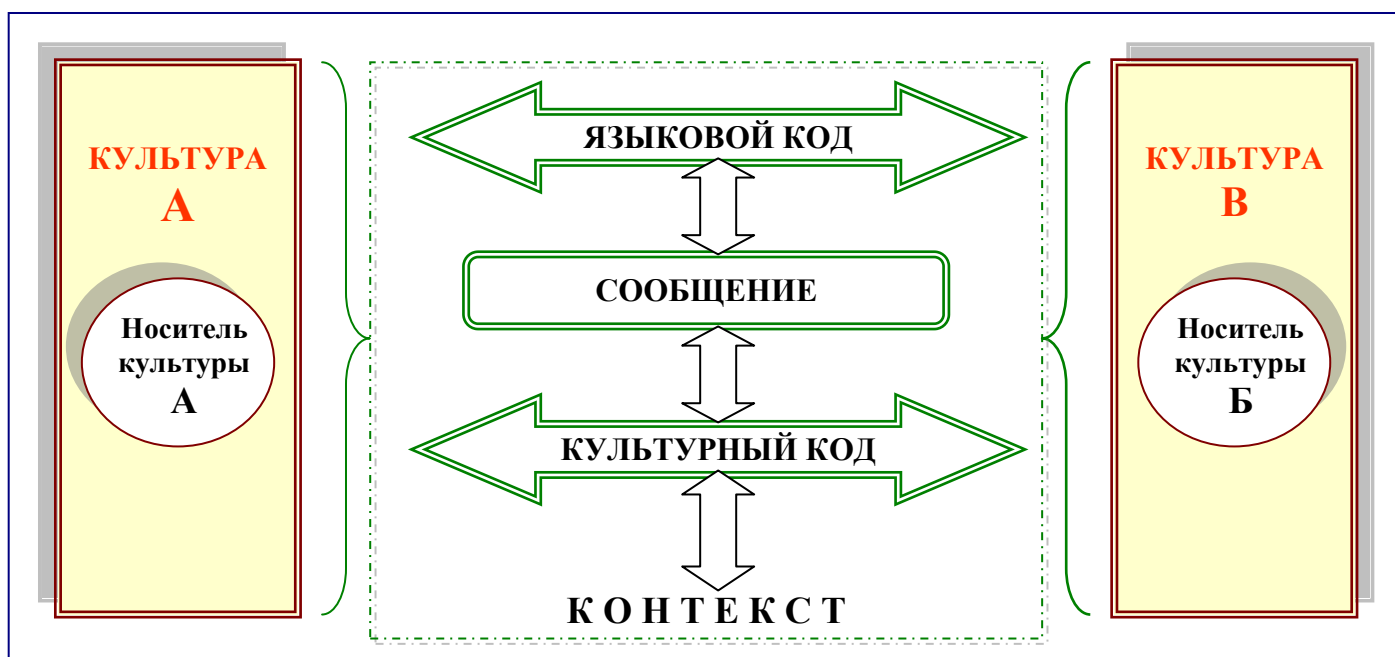 КУЛЬТУРА
А
Носитель
культуры
А
ЯЗЫКОВОЙ КОД
СООБЩЕНИЕ
КУЛЬТУРНЫЙ КОД
К О Н Т Е К С Т
КУЛЬТУРА
В
Носитель
культуры
Б